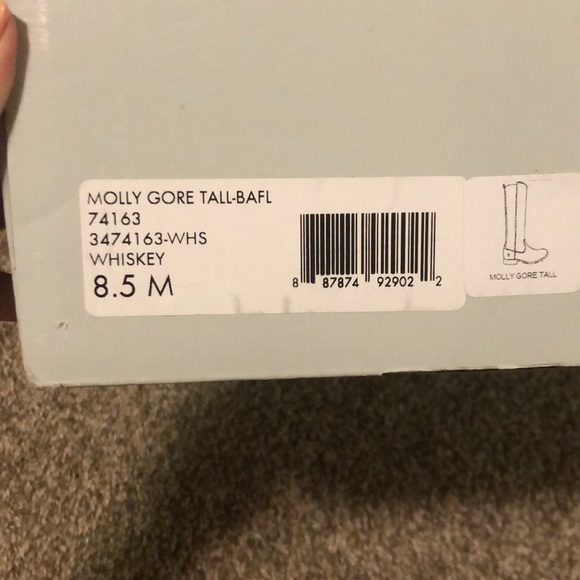 MOLLY GORE TALL-BAFL
74163
3474163-WHS
WHISKEY
8.5 M
8 87874 92902 2
MOLLY GORE TALL